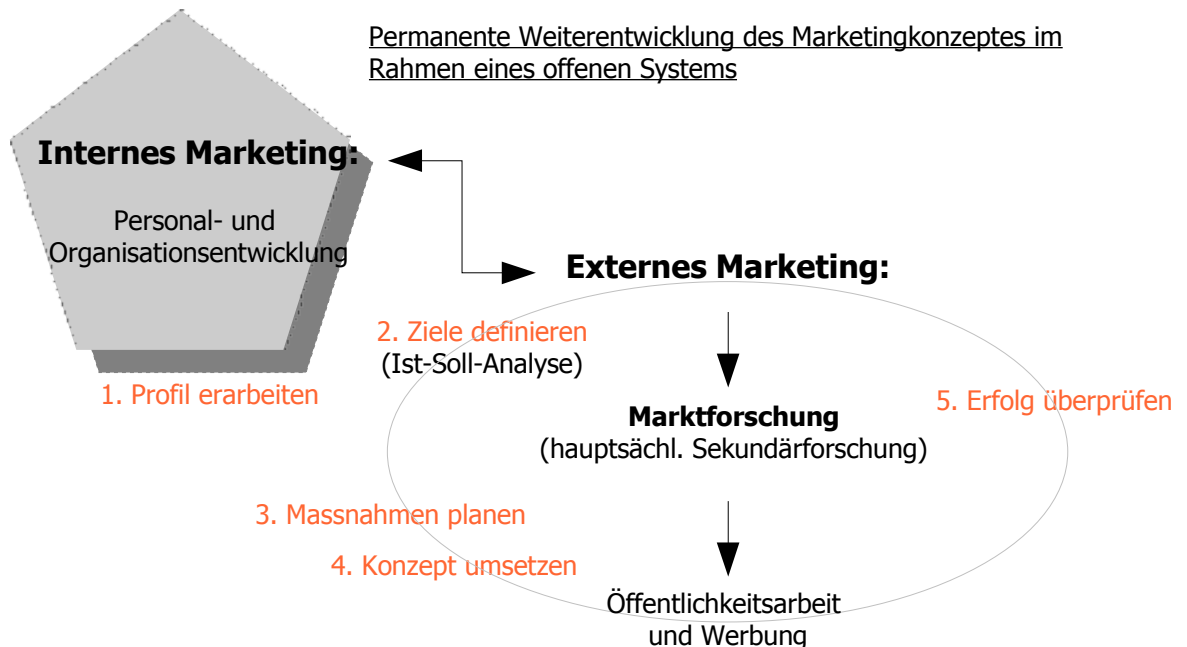 Permanente Weiterentwicklung des Marketingkonzeptes im
Rahmen eines offenen Systems
Internes Marketing:
Personal- und
Organisationsentwicklung
1. Profil erarbeiten
Externes Marketing:
2. Ziele definieren
(Ist-Soll-Analyse)
Marktforschung
(hauptsächl. Sekundärforschung)
5. Erfolg überprüfen
3. Massnahmen planen
4. Konzept umsetzen
Öffentlichkeitsarbeit
und Werbung